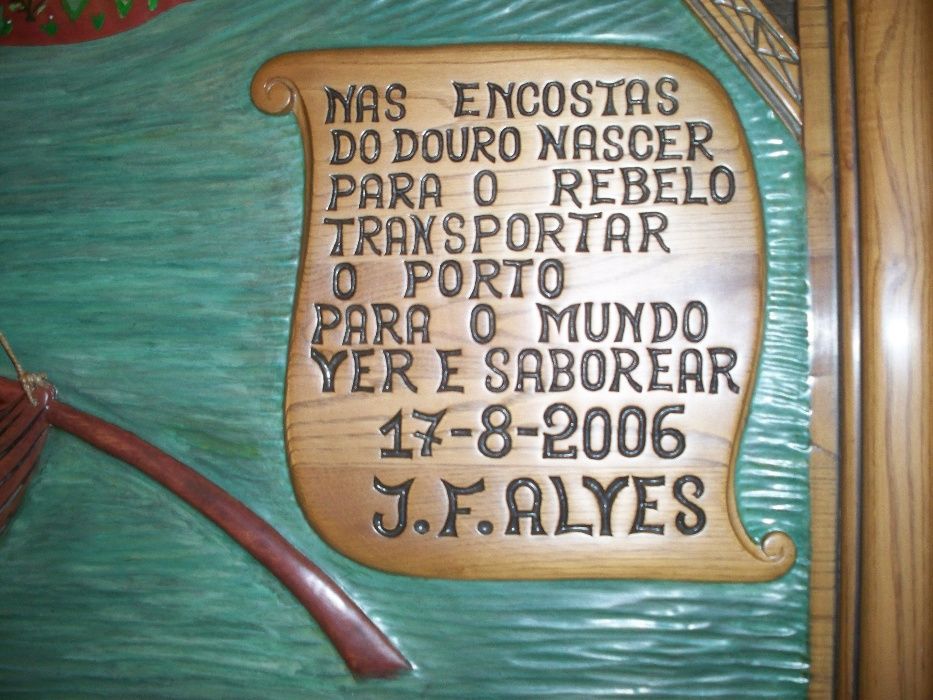 NAS ENCOSTAS
DO DOURO NASCER
PARA O REBELO
TRANSPORTAR
O PORTO
PARA O MUNDO
VER E SABOREAR
17-8-2006
J.F.ALVES